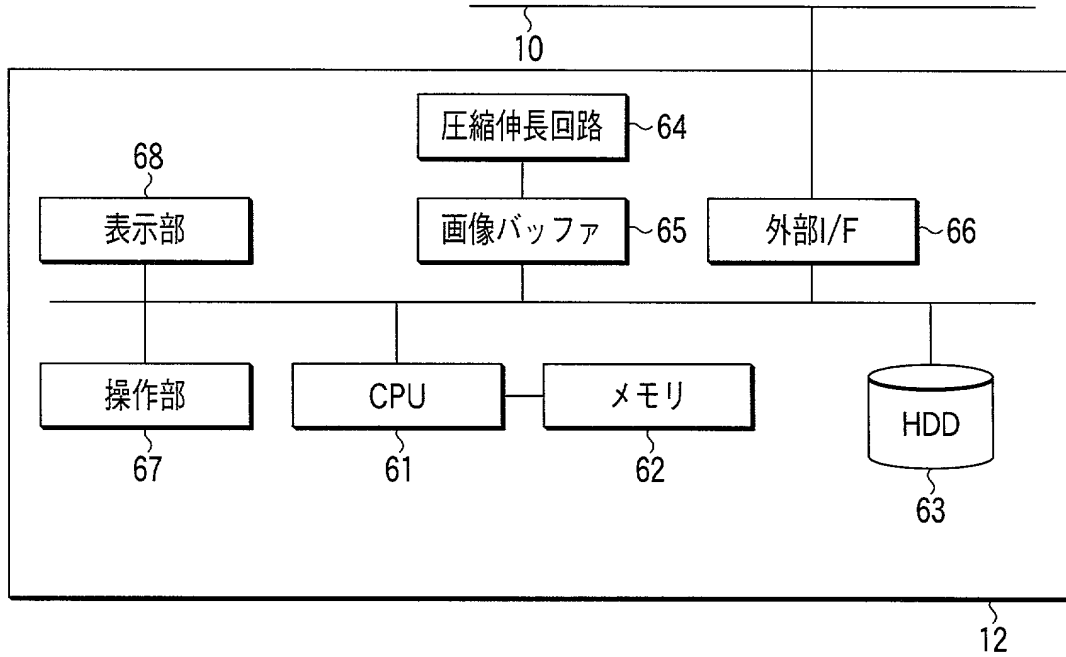 10
圧縮伸長回路
64
68
表示部
画像バッファ
65
外部I/F
66
操作部
CPU
メモリ
HDD
67
61
62
63
12